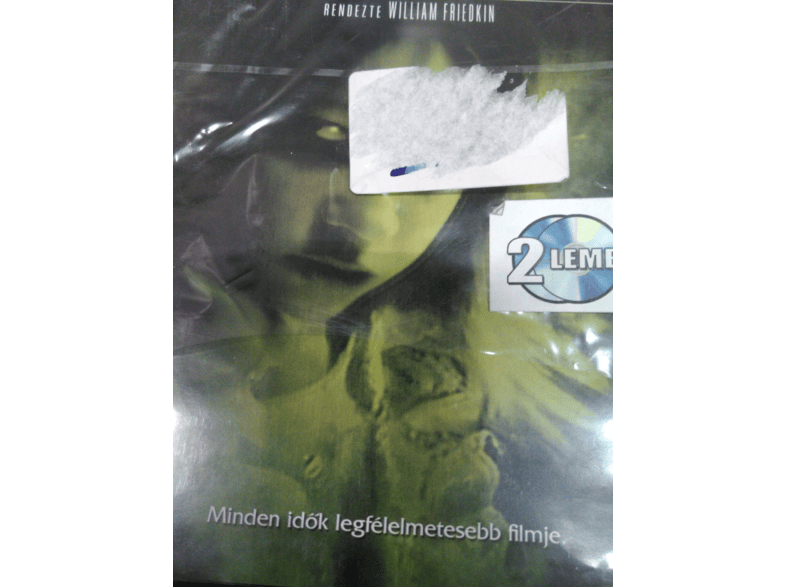 RENDEZTE WILLIAM FRIEDKIN
2 LEME
Minden idők legfélelmetesebb filmje.